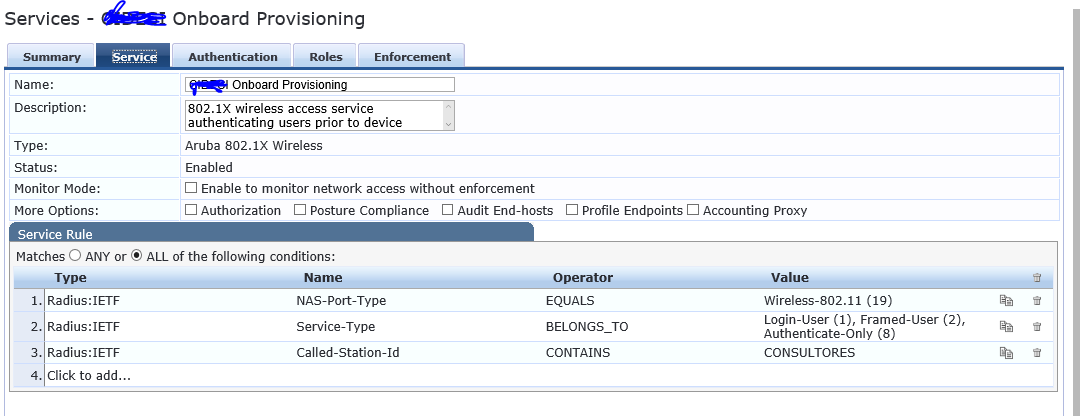 Services - Onboard Provisioning
Summary Service Authentication Roles Enforcement
Name: Onboard Provisioning
Description: 802.1X wireless access service
authenticating users prior to device
Type: Aruba 802.1X Wireless
Status: Enabled
Monitor Mode: Enable to monitor network access without enforcement
More Options: Authorization Posture Compliance Audit End-hosts Profile Endpoints Accounting Proxy
Service Rule
Matches ANY or ALL of the following conditions:
Type Name Operator Value
1. Radius:IETF NAS-Port-Type EQUALS Wireless-802.11 (19)
2. Radius:IETF Service-Type BELONGS_TO Login-User (1), Framed-User (2),
Authenticate-Only (8)
3. Radius:IETF Called-Station-Id CONTAINS CONSULTORES
4. Click to add...